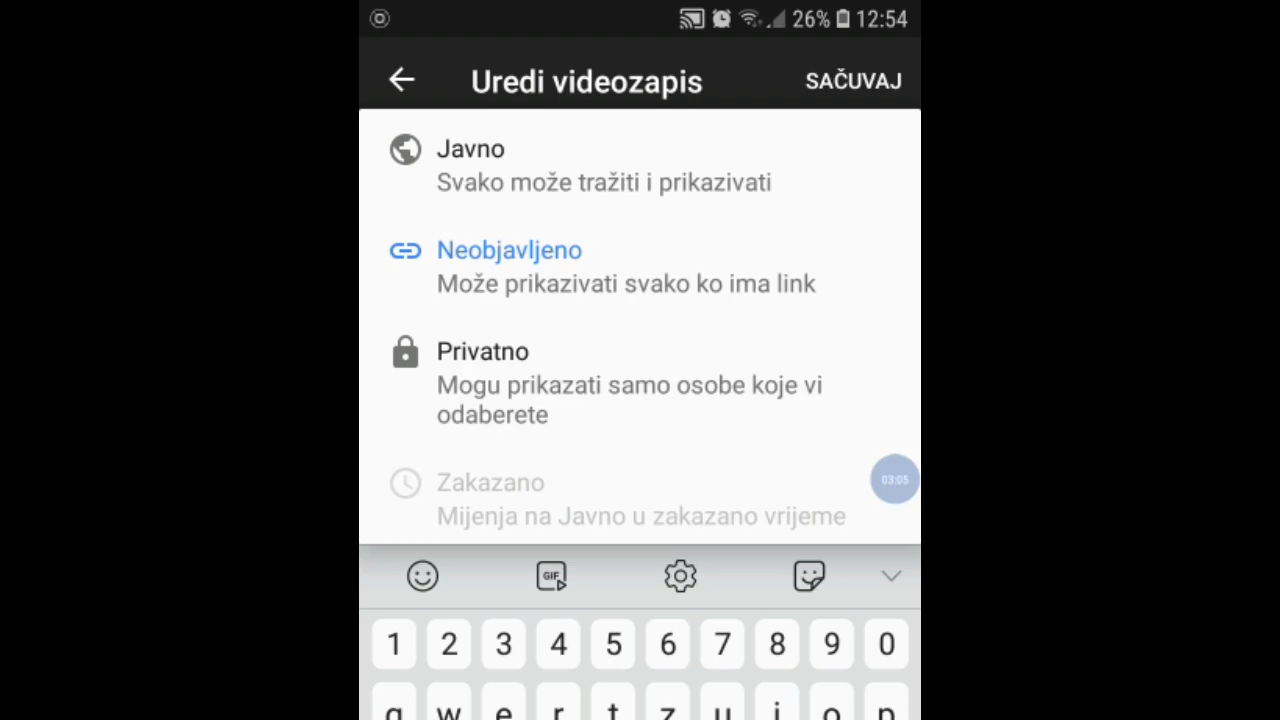 26% 12:54
Uredi videozapis SAČUVAJ
Javno
Svako može tražiti i prikazivati
Neobjavljeno
Može prikazivati svako ko ima link
Privatno
Mogu prikazati samo osobe koje vi
odaberete
Zakazano
03:05
Mijenja na Javno u zakazano vrijeme
GIF
1 2 3 4 5 6 7 8 9 0
q w e r t z u i o p